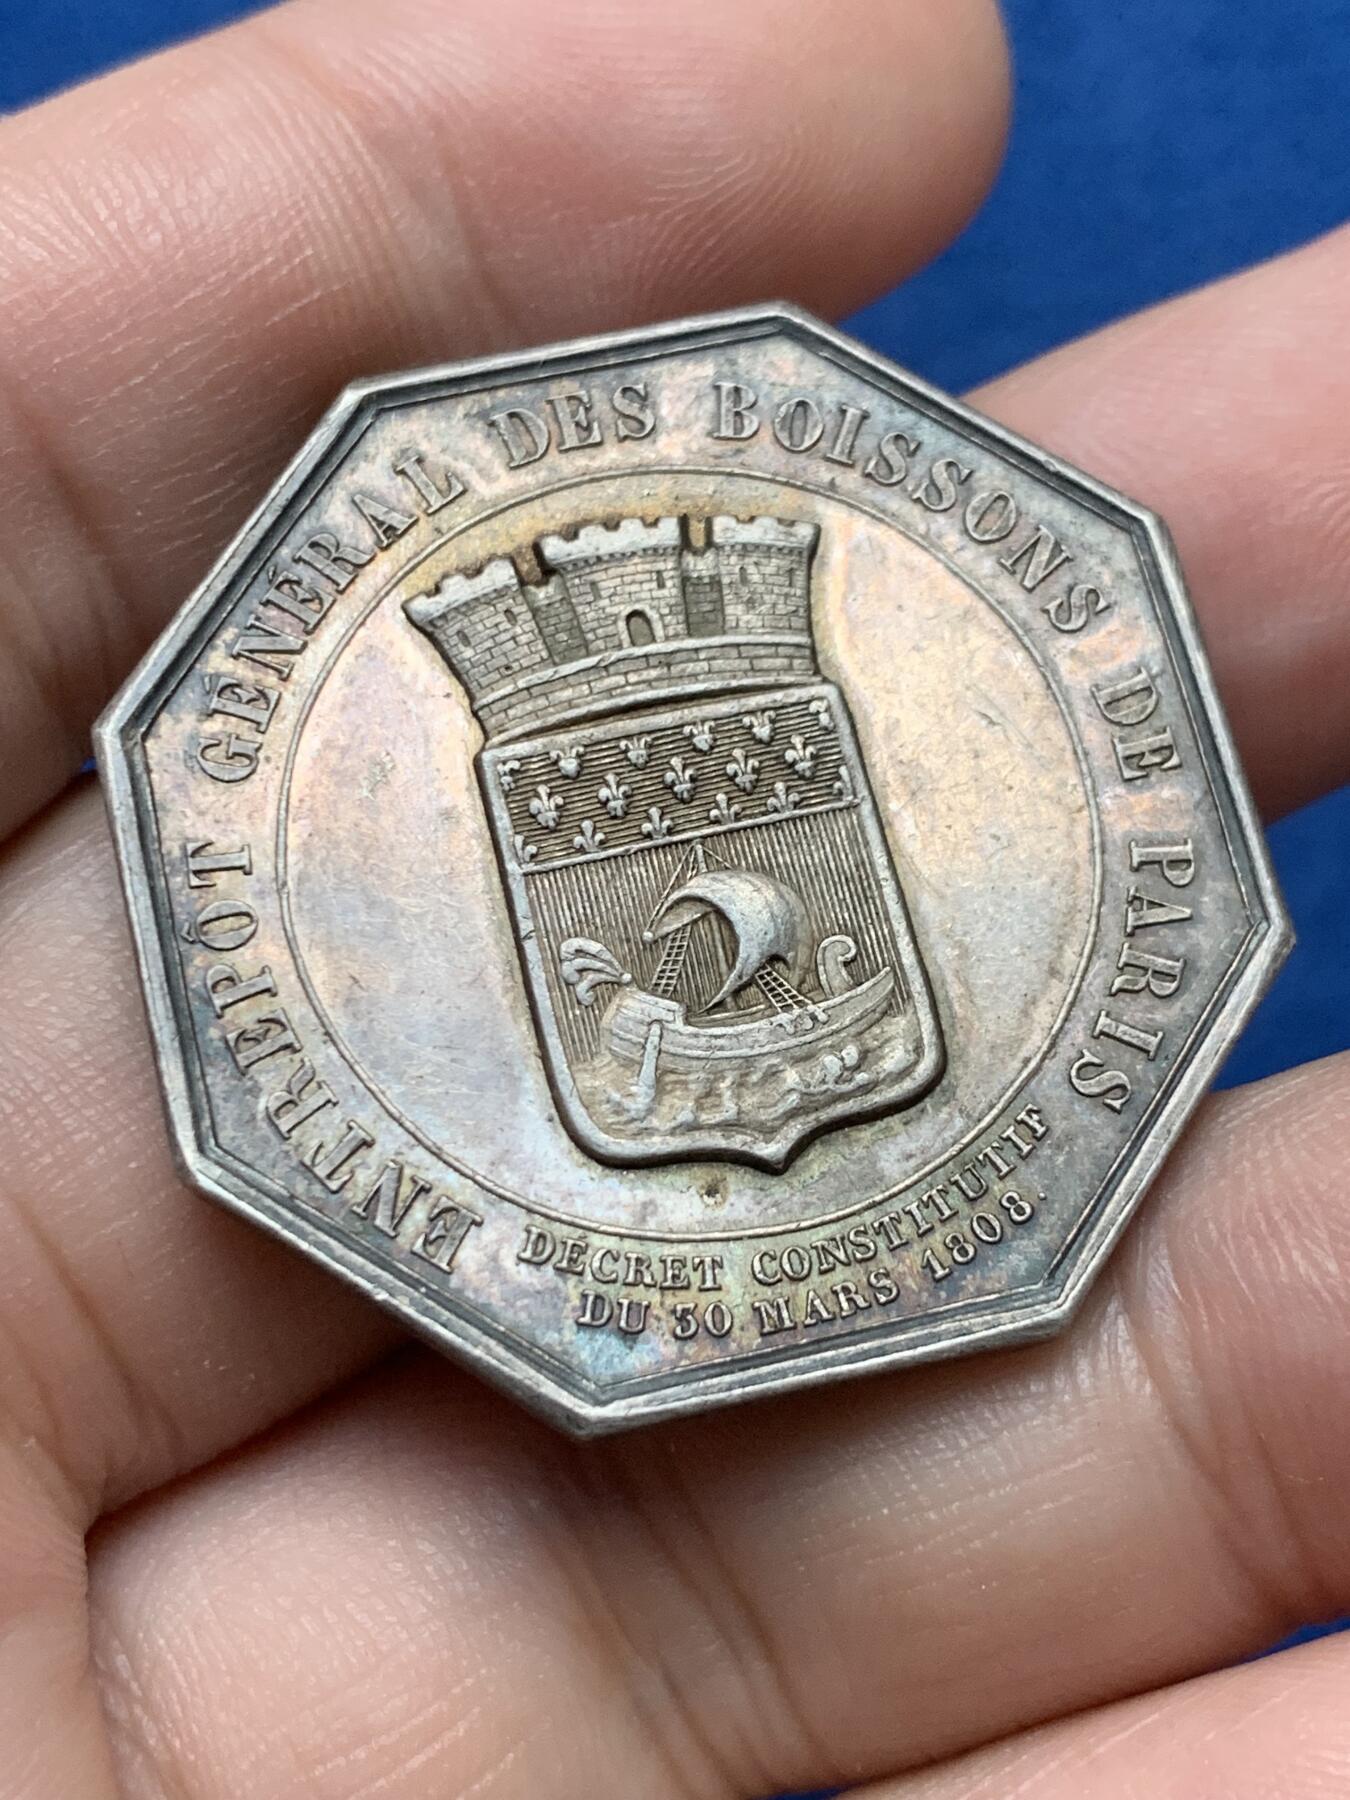 ENTREPÔT GÉNÉRAL DES BOISSONS DE PARIS
DÉCRET CONSTITUTIF
DU 30 MARS 1808.